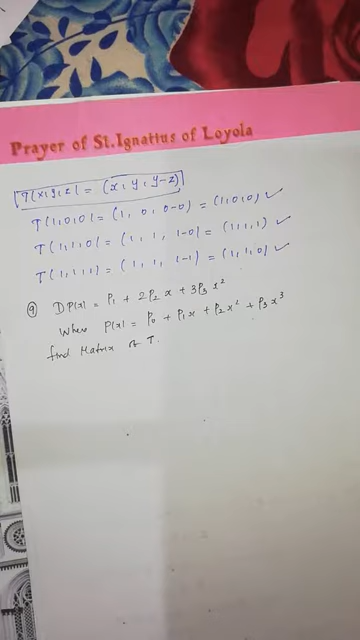 Prayer of St.Ignatius of Loyola
T(x,y,z) = (x, y, y-z)
T(1,0,0) = (1, 0, 0-0) = (1,0,0) ✓
T(1,1,0) = (1, 1, 1-0) = (1,1,1) ✓
T(1,1,1) = (1, 1, 1-1) = (1,1,0) ✓
⑨ DP(x) = P₁ + 2P₂ x + 3P₃ x²
Where P(x) = P₀ + P₁x + P₂x² + P₃x³
find Matrix of T.